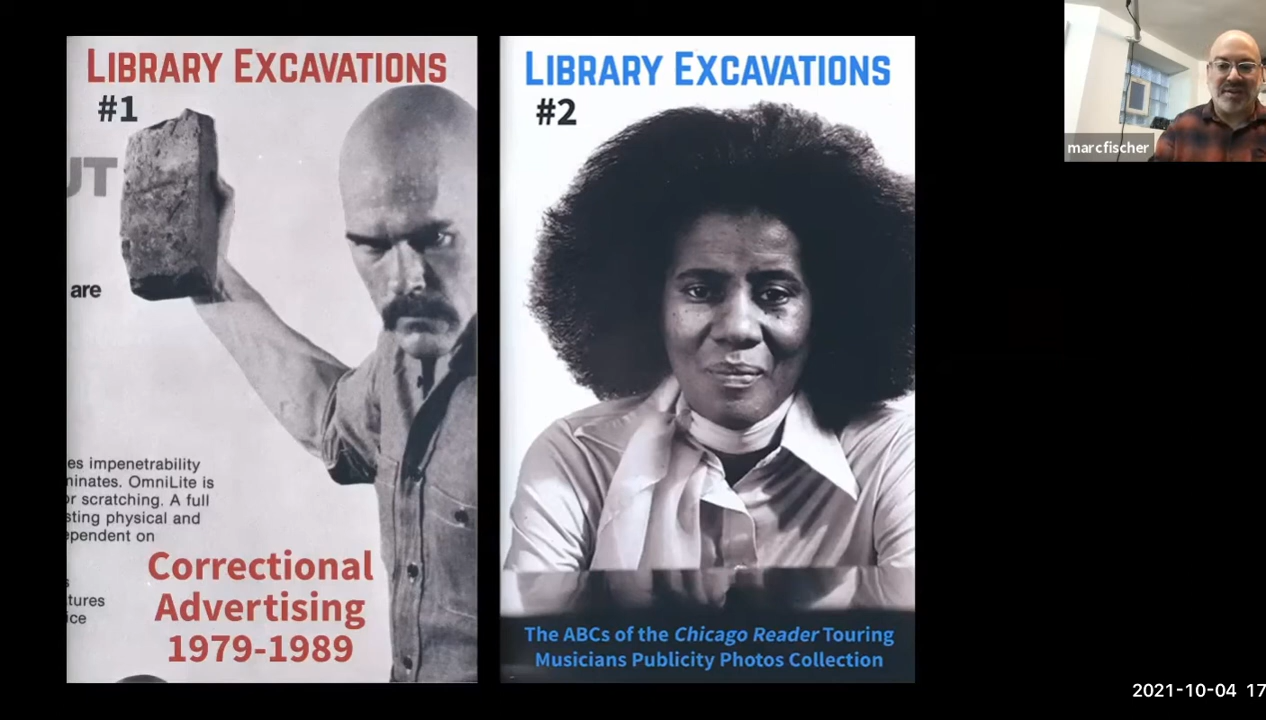 LIBRARY EXCAVATIONS
#1
UT
are
es impenetrability
minates. OmniLite is
or scratching. A full
sting physical and
ependent on
s
tures
ice
Correctional
Advertising
1979-1989
LIBRARY EXCAVATIONS
#2
The ABCs of the Chicago Reader Touring
Musicians Publicity Photos Collection
marcfischer
2021-10-04 17